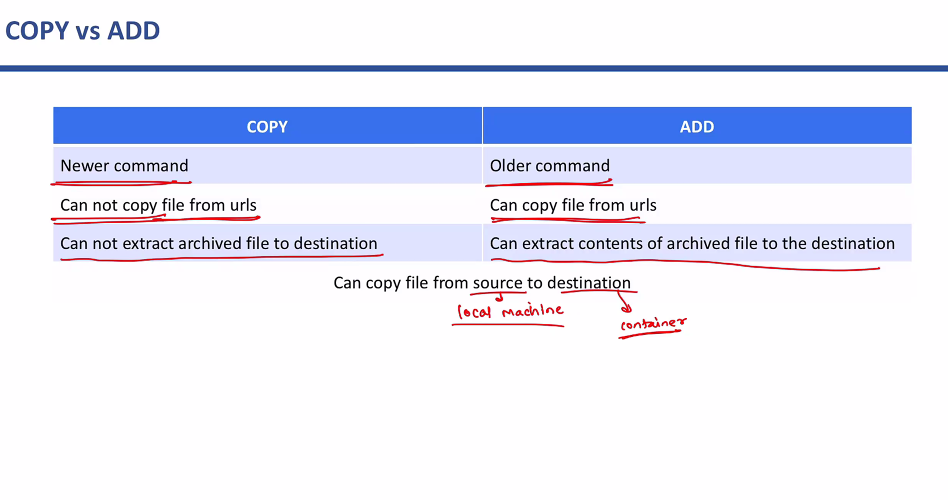 COPY vs ADD
COPY ADD
Newer command Older command
Can not copy file from urls Can copy file from urls
Can not extract archived file to destination Can extract contents of archived file to the destination
Can copy file from source to destination
local machine
container